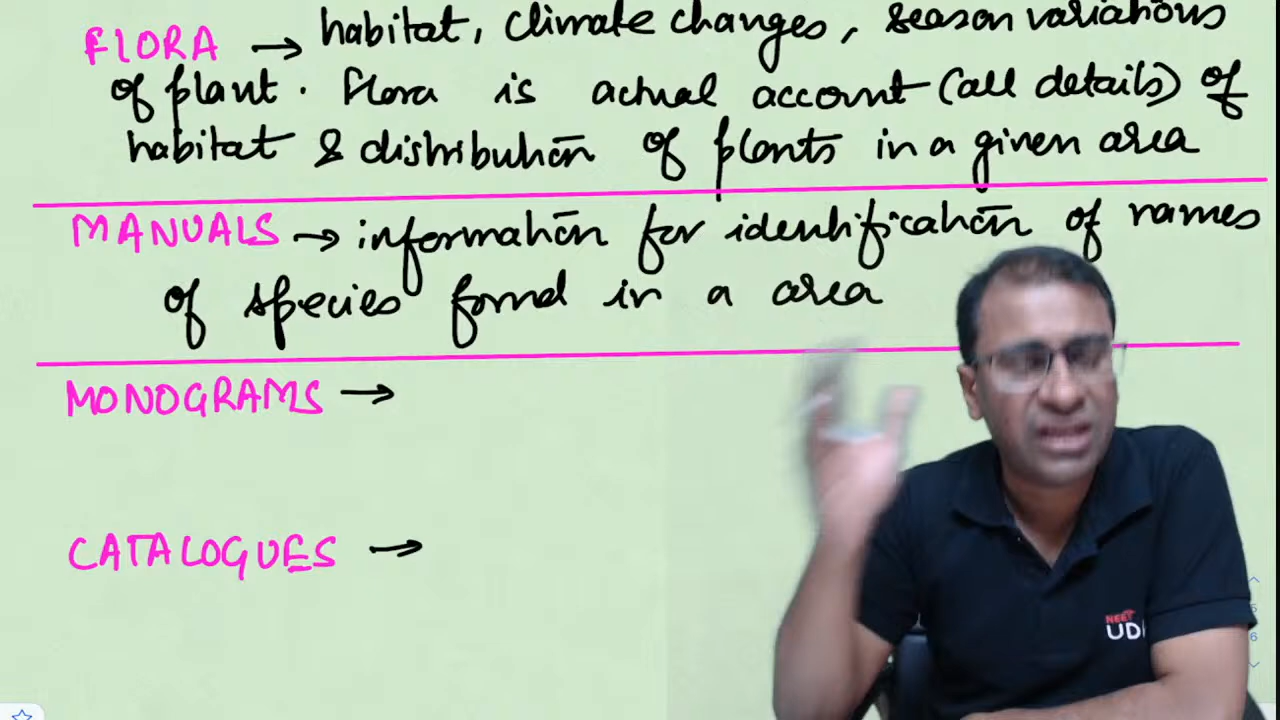 FLORA → habitat, climate changes, season variations
of plant. Flora is actual account (all details) of
habitat & distribution of plants in a given area
MANUALS → information for identification of names
of species found in a area
MONOGRAMS →
CATALOGUES →
NEET